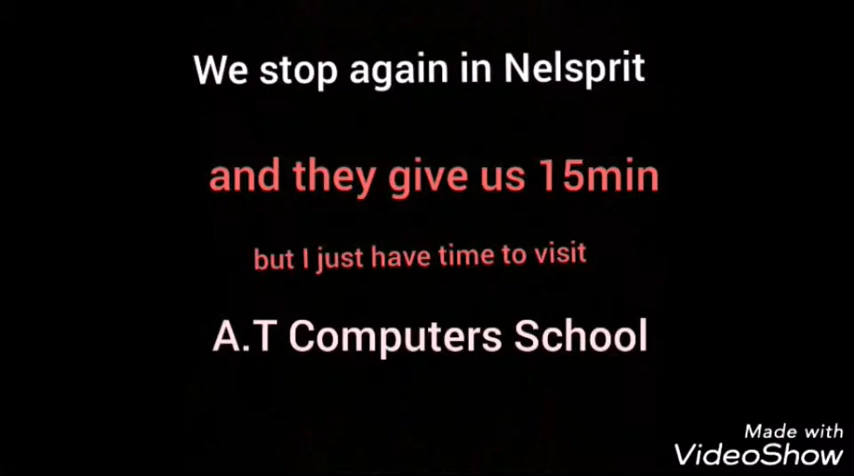 We stop again in Nelsprit
and they give us 15min
but I just have time to visit
A.T Computers School
Made with
VideoShow